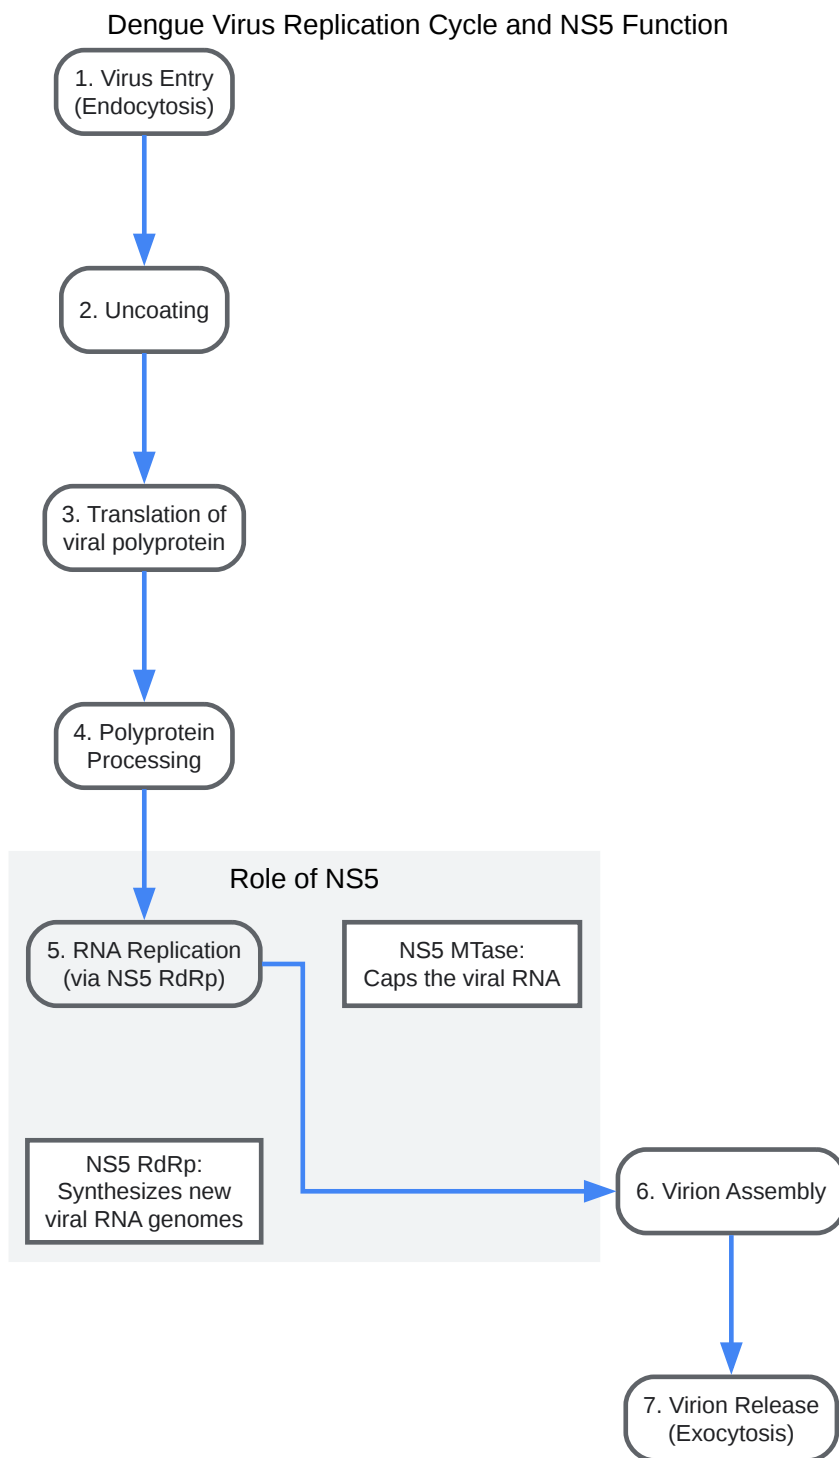 Dengue Virus Replication Cycle and NS5 Function
1. Virus Entry
(Endocytosis)
2. Uncoating
3. Translation of
viral polyprotein
4. Polyprotein
Processing
Role of NS5
5. RNA Replication
(via NS5 RdRp)
NS5 MTase:
Caps the viral RNA
NS5 RdRp:
Synthesizes new
viral RNA genomes
6. Virion Assembly
7. Virion Release
(Exocytosis)